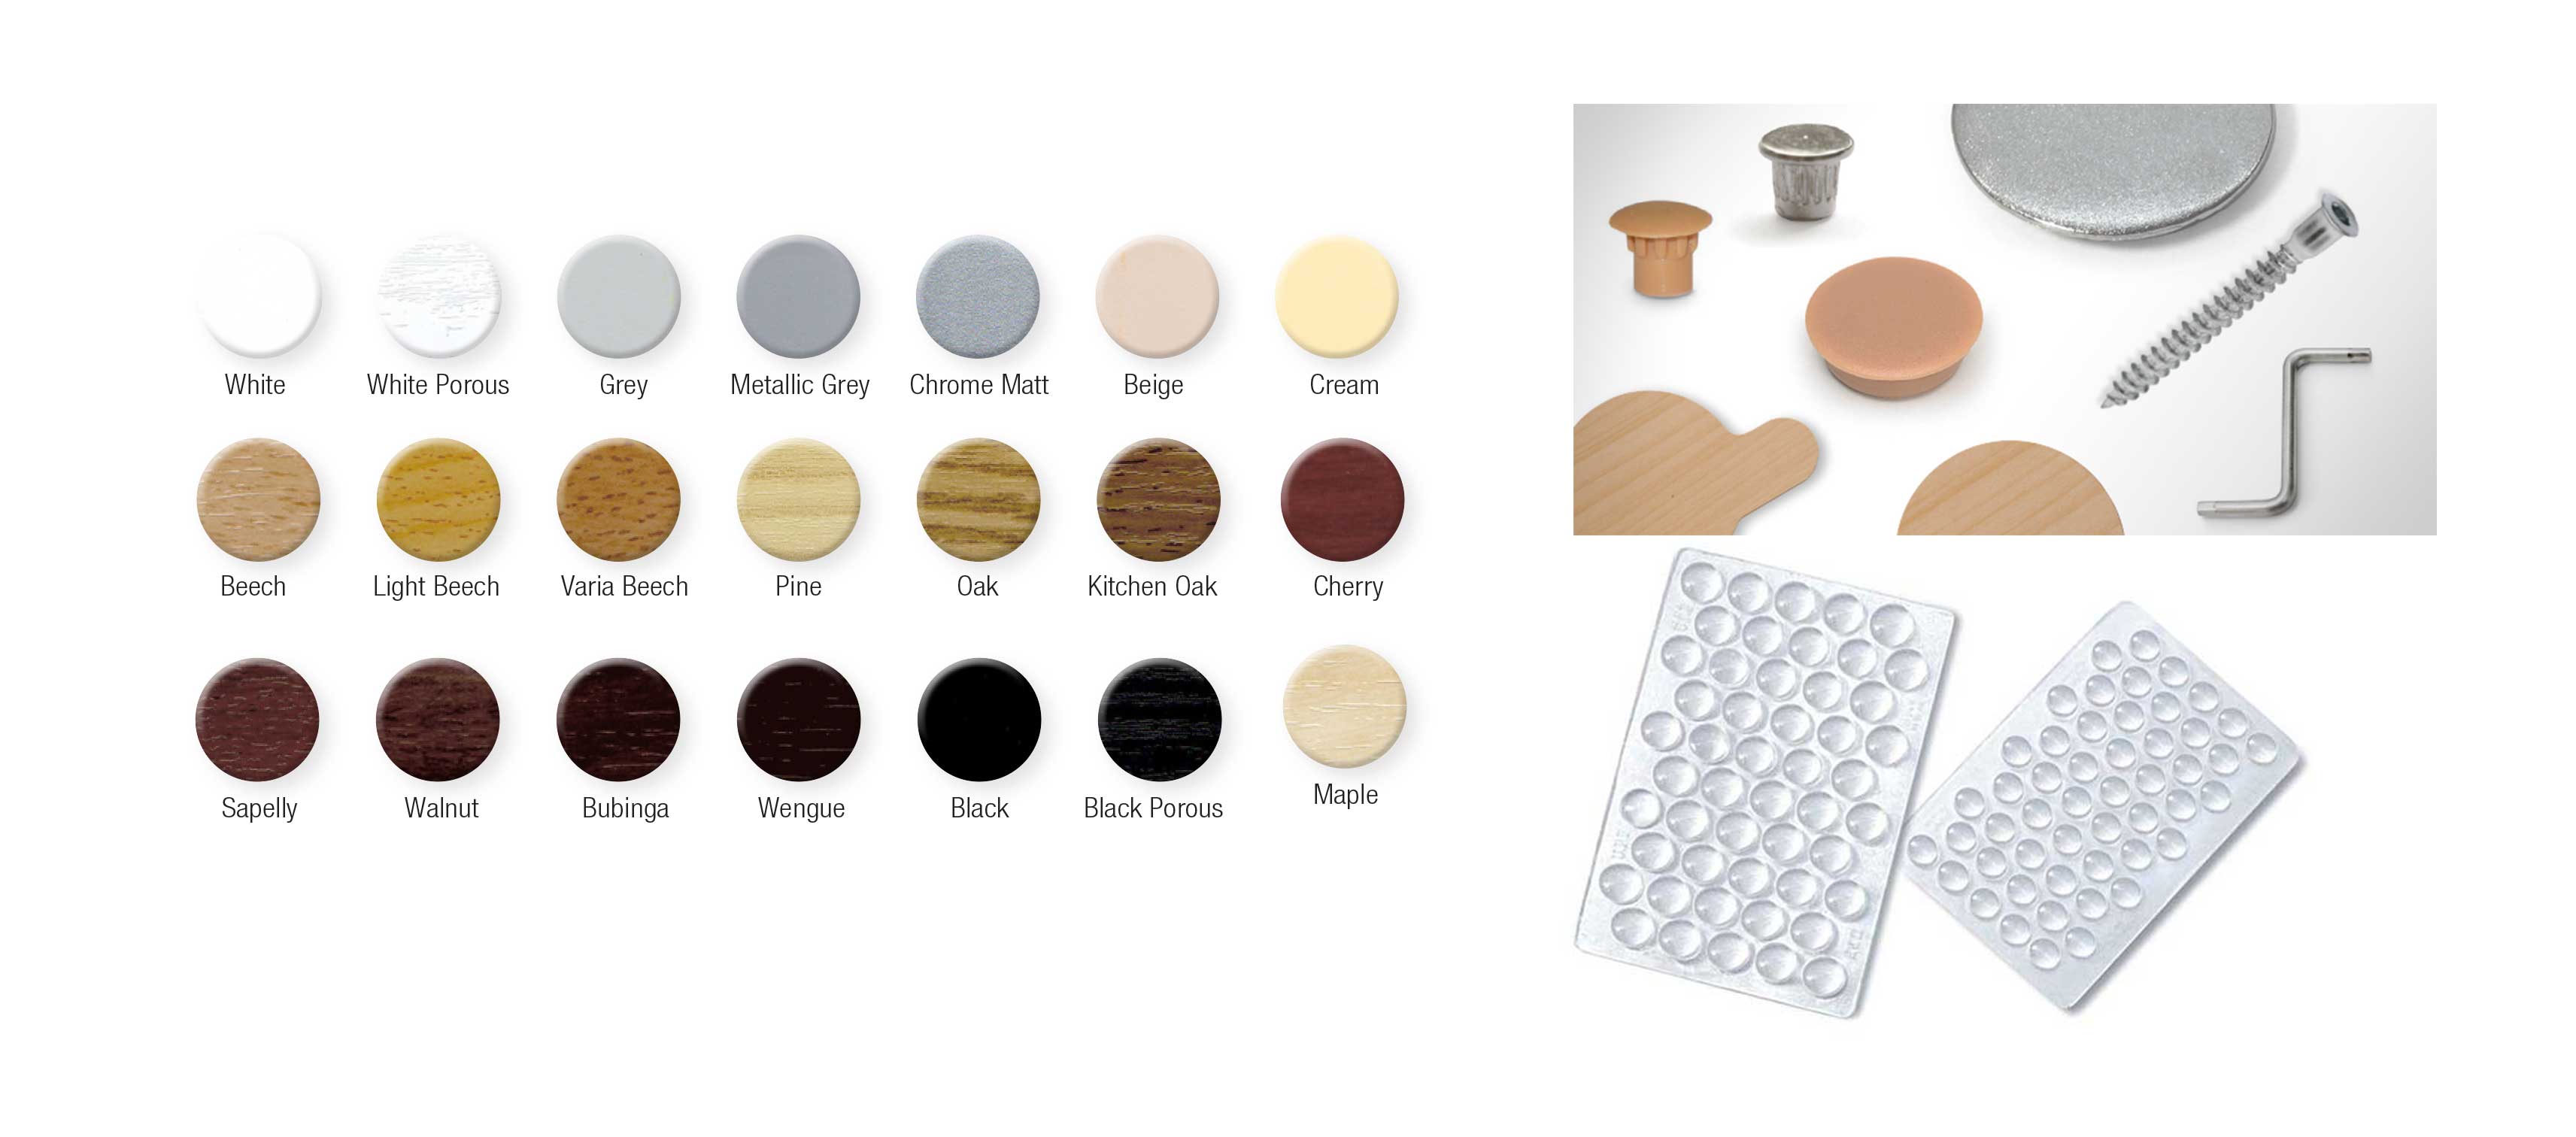 White
White Porous
Grey
Metallic Grey
Chrome Matt
Beige
Cream
Beech
Light Beech
Varia Beech
Pine
Oak
Kitchen Oak
Cherry
Sapelly
Walnut
Bubinga
Wengue
Black
Black Porous
Maple